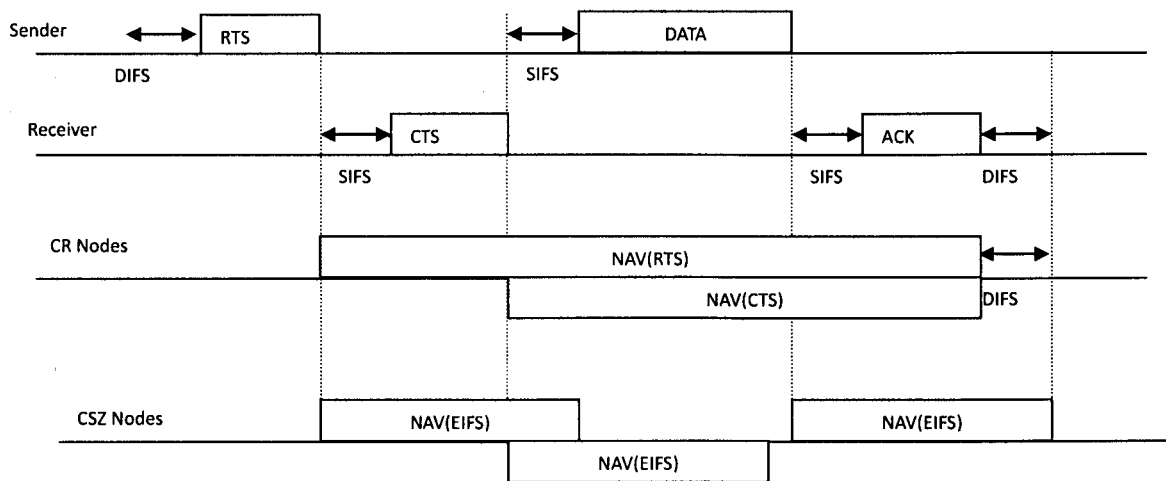 Sender
RTS
DATA
DIFS
SIFS
Receiver
CTS
ACK
SIFS
SIFS
DIFS
CR Nodes
NAV(RTS)
NAV(CTS)
DIFS
CSZ Nodes
NAV(EIFS)
NAV(EIFS)
NAV(EIFS)